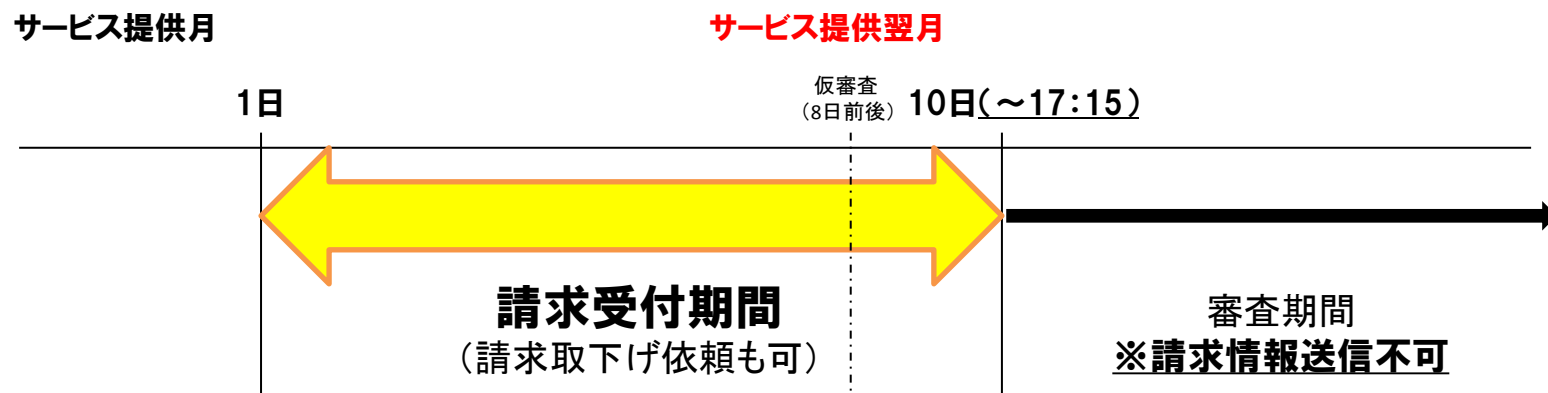 サービス提供月
サービス提供翌月
1日
仮審査
（8日前後）
10日(～17:15)
請求受付期間
（請求取下げ依頼も可）
審査期間
※請求情報送信不可